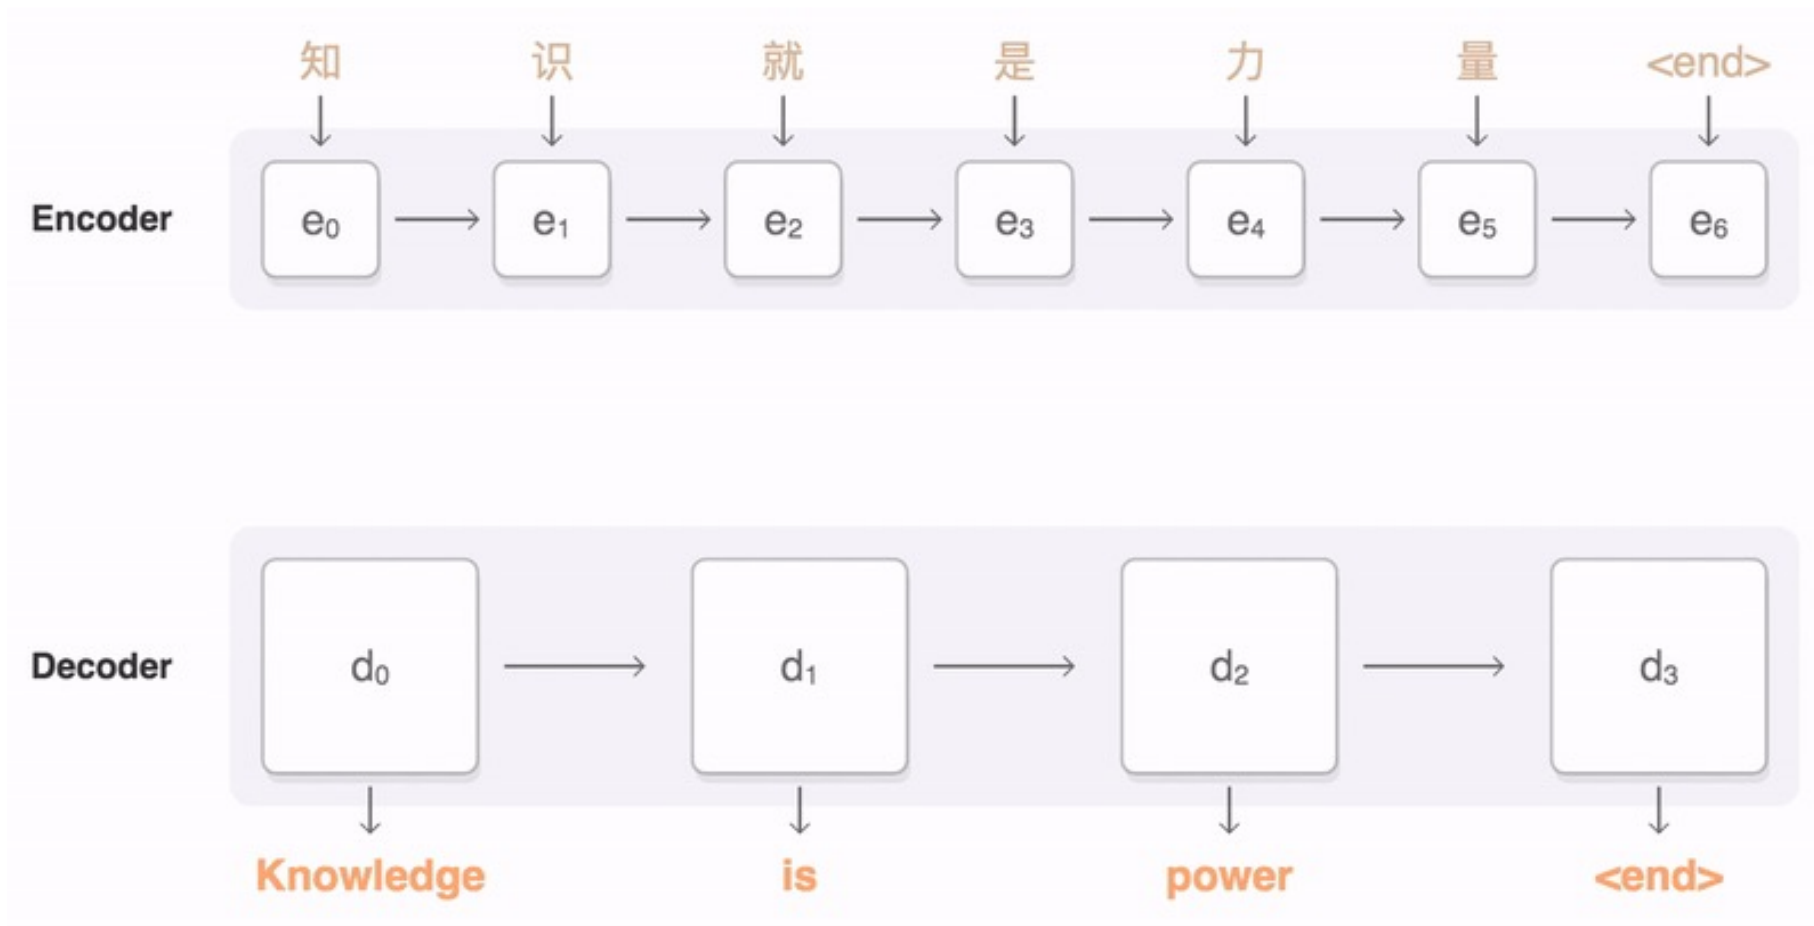 知 识 就 是 力 量 <end>
Encoder e₀ e₁ e₂ e₃ e₄ e₅ e₆
Decoder d₀ d₁ d₂ d₃
Knowledge is power <end>